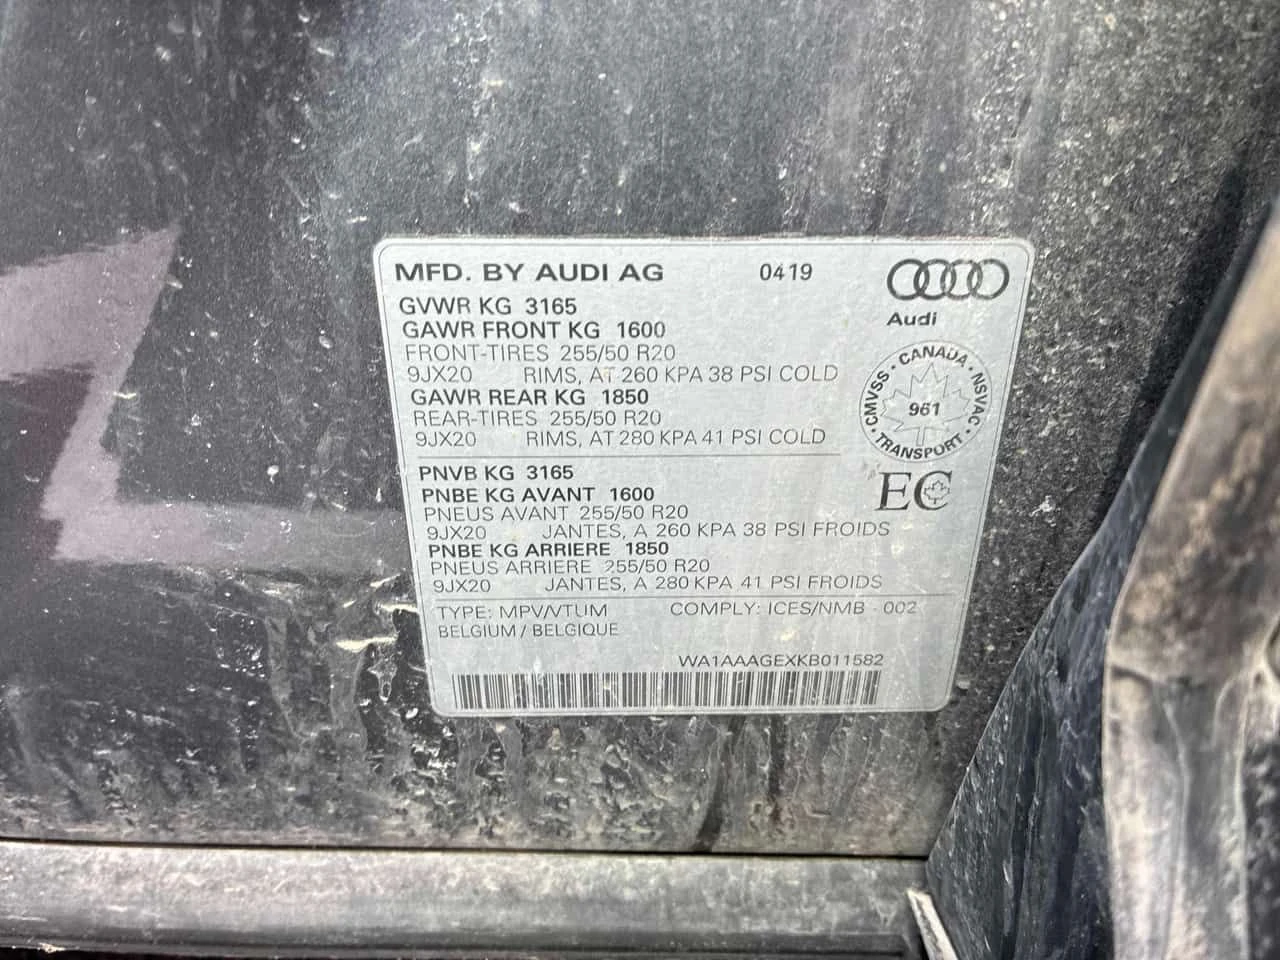 MFD. BY AUDI AG 0419
Audi
GVWR KG 3165
GAWR FRONT KG 1600
FRONT-TIRES 255/50 R20
9JX20 RIMS, AT 260 KPA 38 PSI COLD
GAWR REAR KG 1850
REAR-TIRES 255/50 R20
9JX20 RIMS, AT 280 KPA 41 PSI COLD
CANADA · NSVAC · TRANSPORT · CMVSS ·
961
PNVB KG 3165
EC
PNBE KG AVANT 1600
PNEUS AVANT 255/50 R20
9JX20 JANTES, A 260 KPA 38 PSI FROIDS
PNBE KG ARRIERE 1850
PNEUS ARRIERE 255/50 R20
9JX20 JANTES, A 280 KPA 41 PSI FROIDS
TYPE: MPV/VTUM COMPLY: ICES/NMB - 002
BELGIUM / BELGIQUE
WA1AAAGEXKB011582